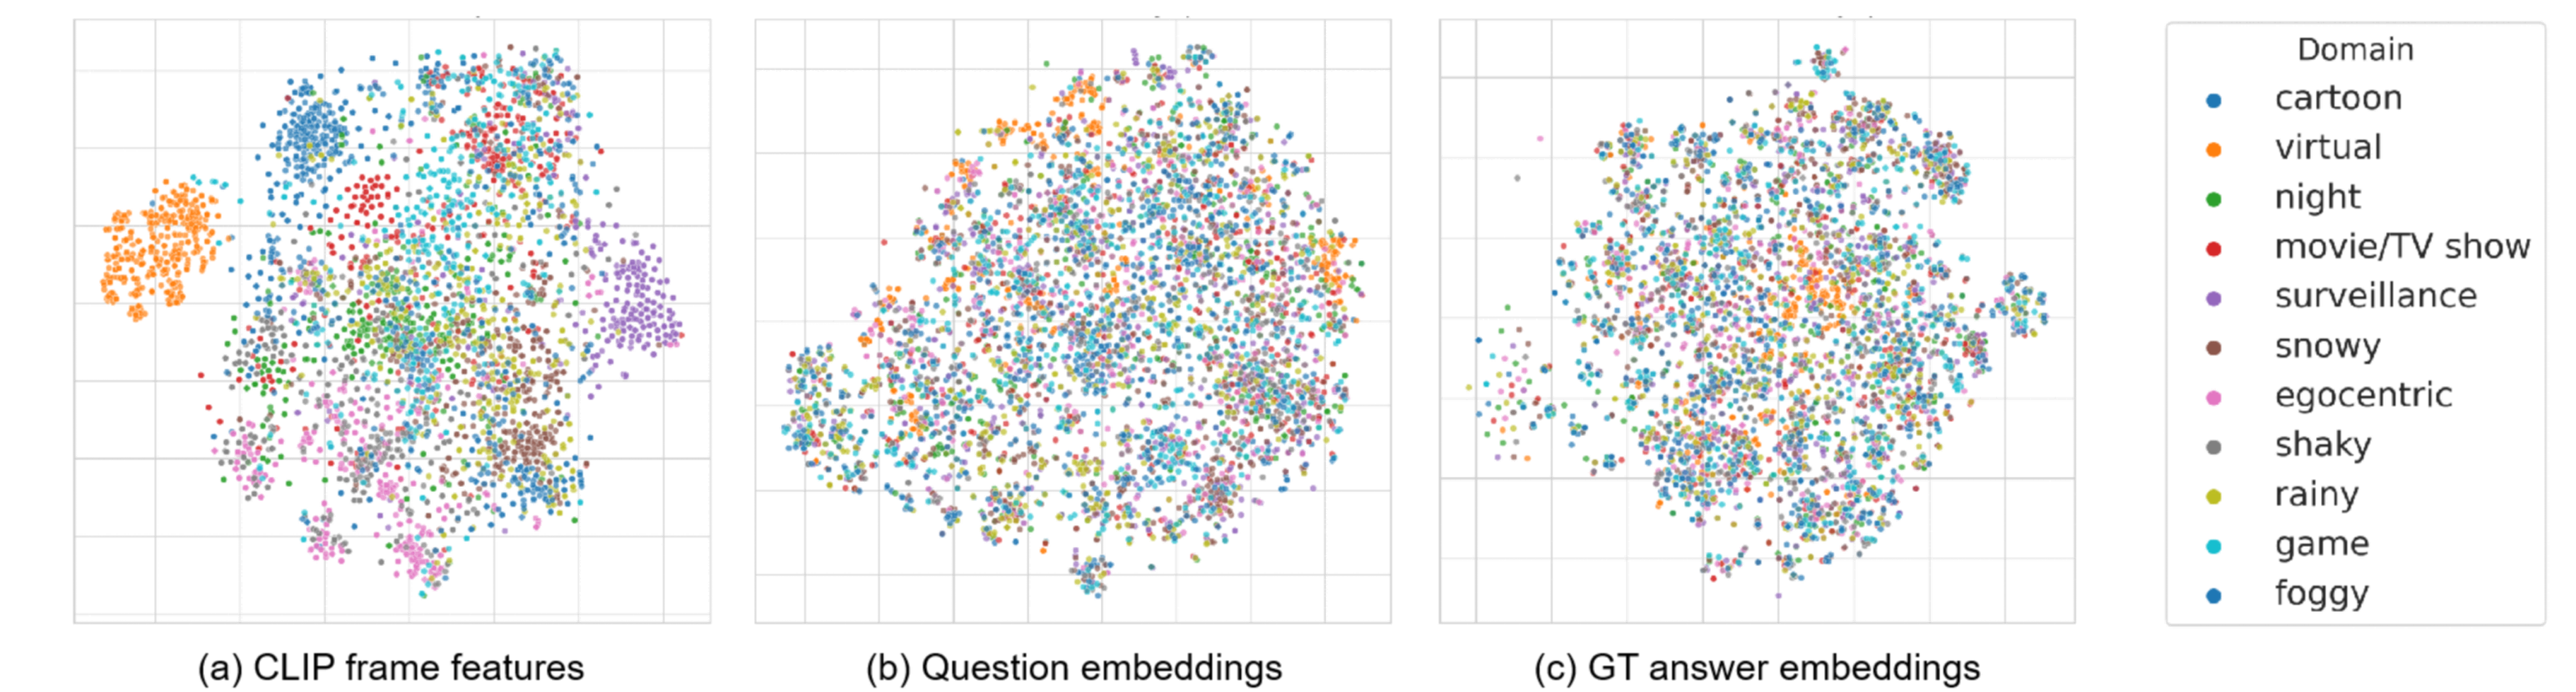 Domain
cartoon
virtual
night
movie/TV show
surveillance
snowy
egocentric
shaky
rainy
game
foggy
(a) CLIP frame features
(b) Question embeddings
(c) GT answer embeddings